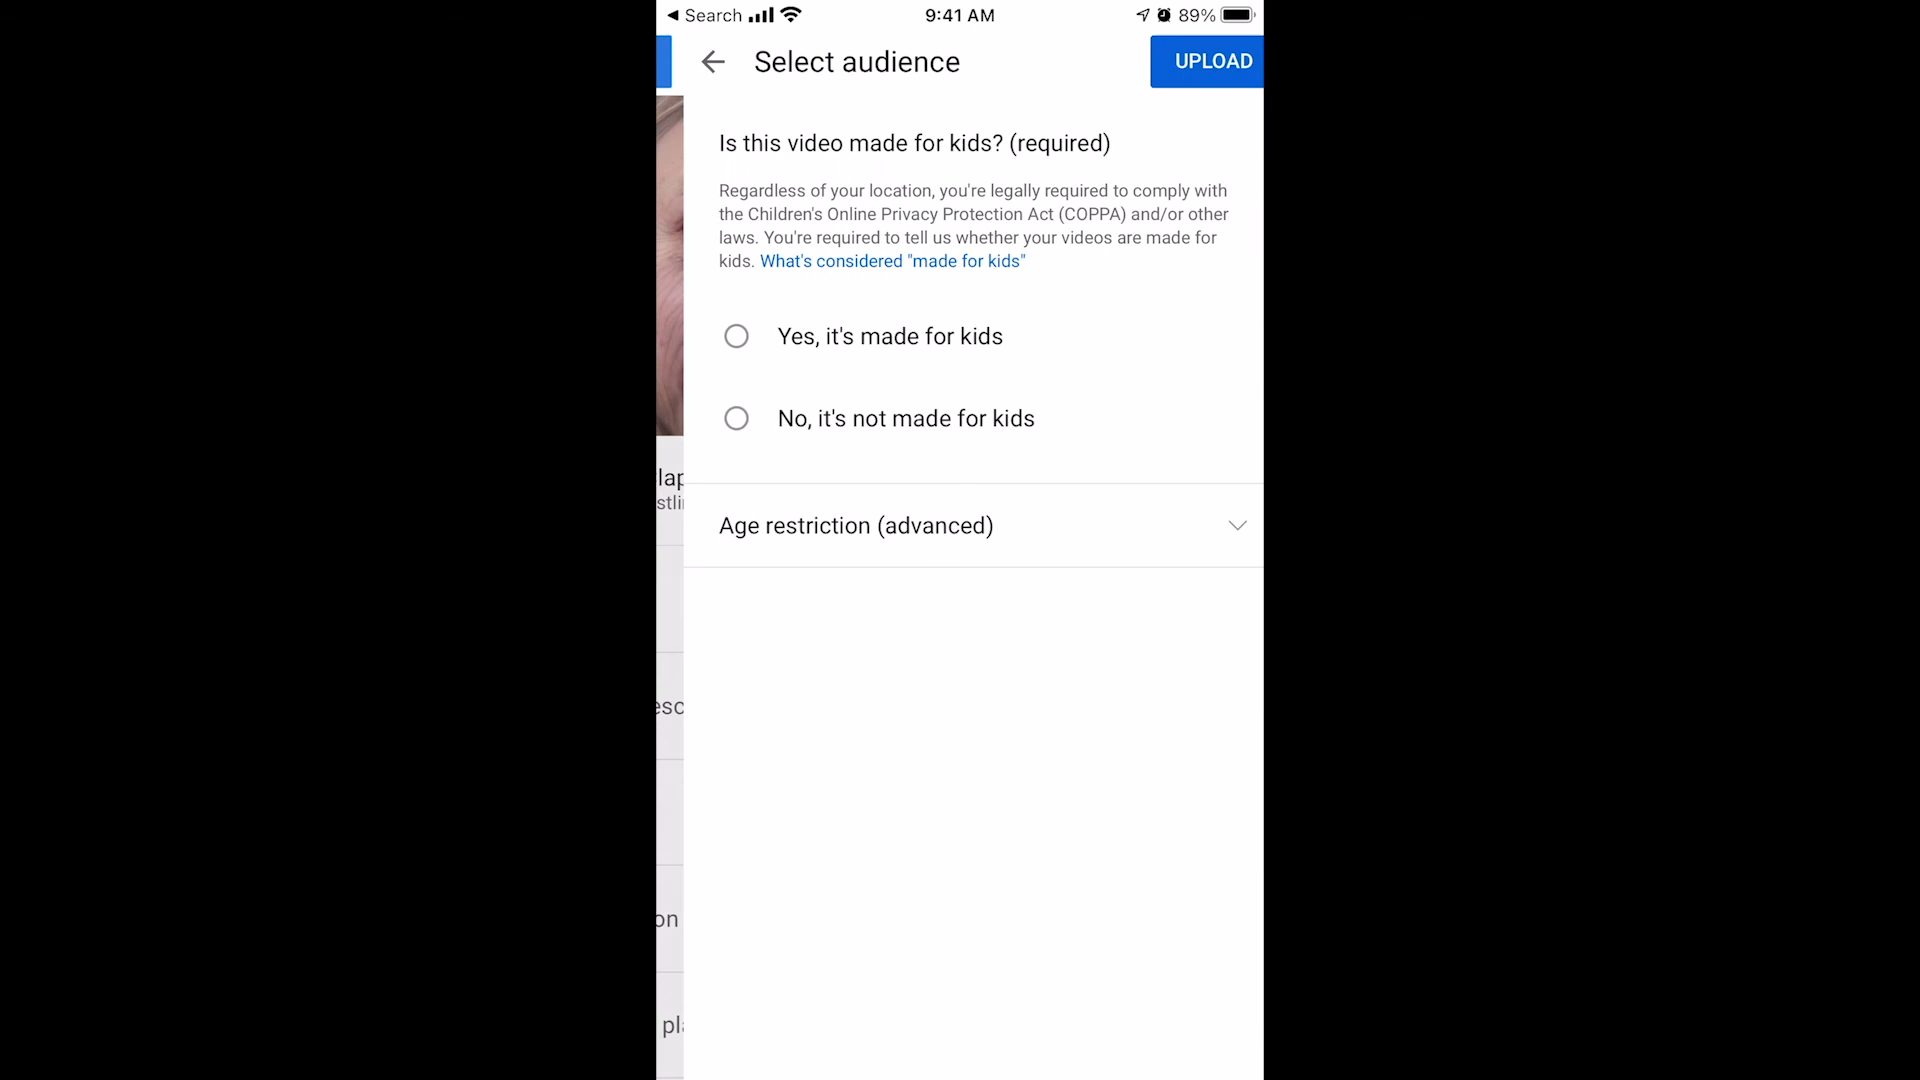 Search
9:41 AM
89%
Select audience
UPLOAD
Is this video made for kids? (required)
Regardless of your location, you're legally required to comply with
the Children's Online Privacy Protection Act (COPPA) and/or other
laws. You're required to tell us whether your videos are made for
kids. What's considered "made for kids"
Yes, it's made for kids
No, it's not made for kids
Age restriction (advanced)
on